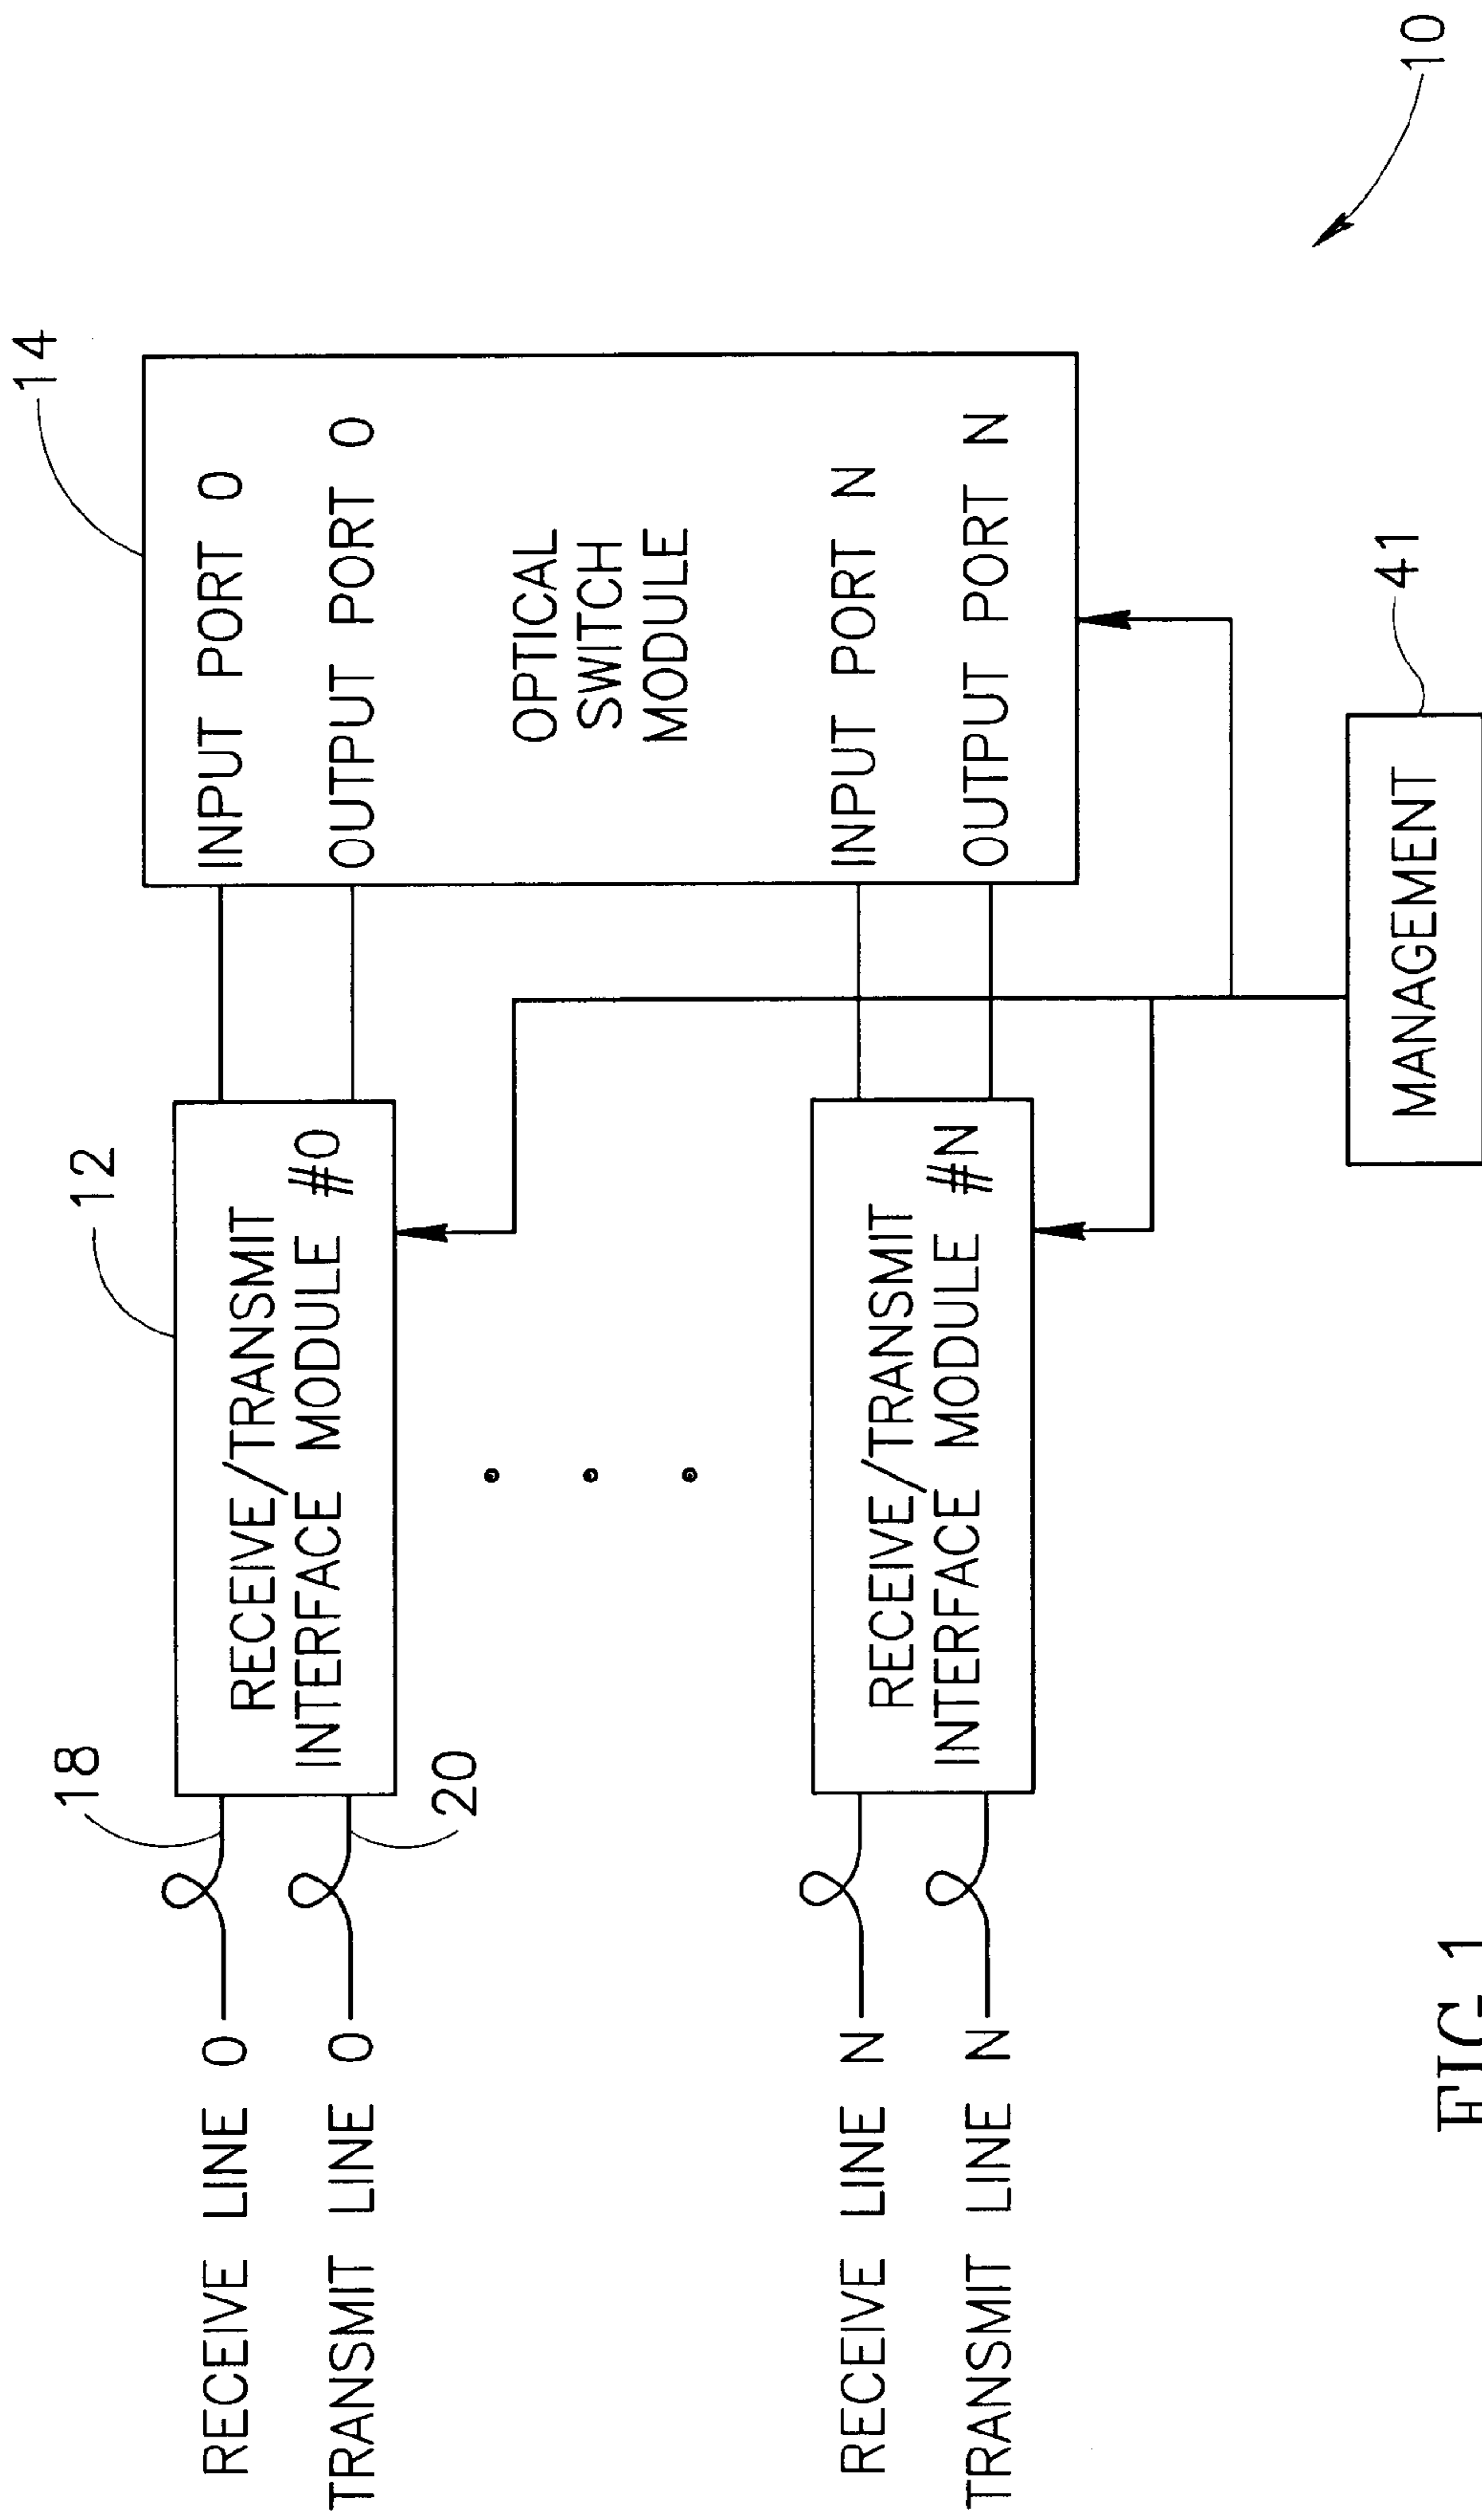 14
12
18
INPUT PORT 0
RECEIVE/TRANSMIT
RECEIVE LINE 0
INTERFACE MODULE #0
OUTPUT PORT 0
TRANSMIT LINE 0
20
OPTICAL
SWITCH
MODULE
INPUT PORT N
RECEIVE/TRANSMIT
RECEIVE LINE N
INTERFACE MODULE #N
OUTPUT PORT N
TRANSMIT LINE N
41
MANAGEMENT
10
FIG.1